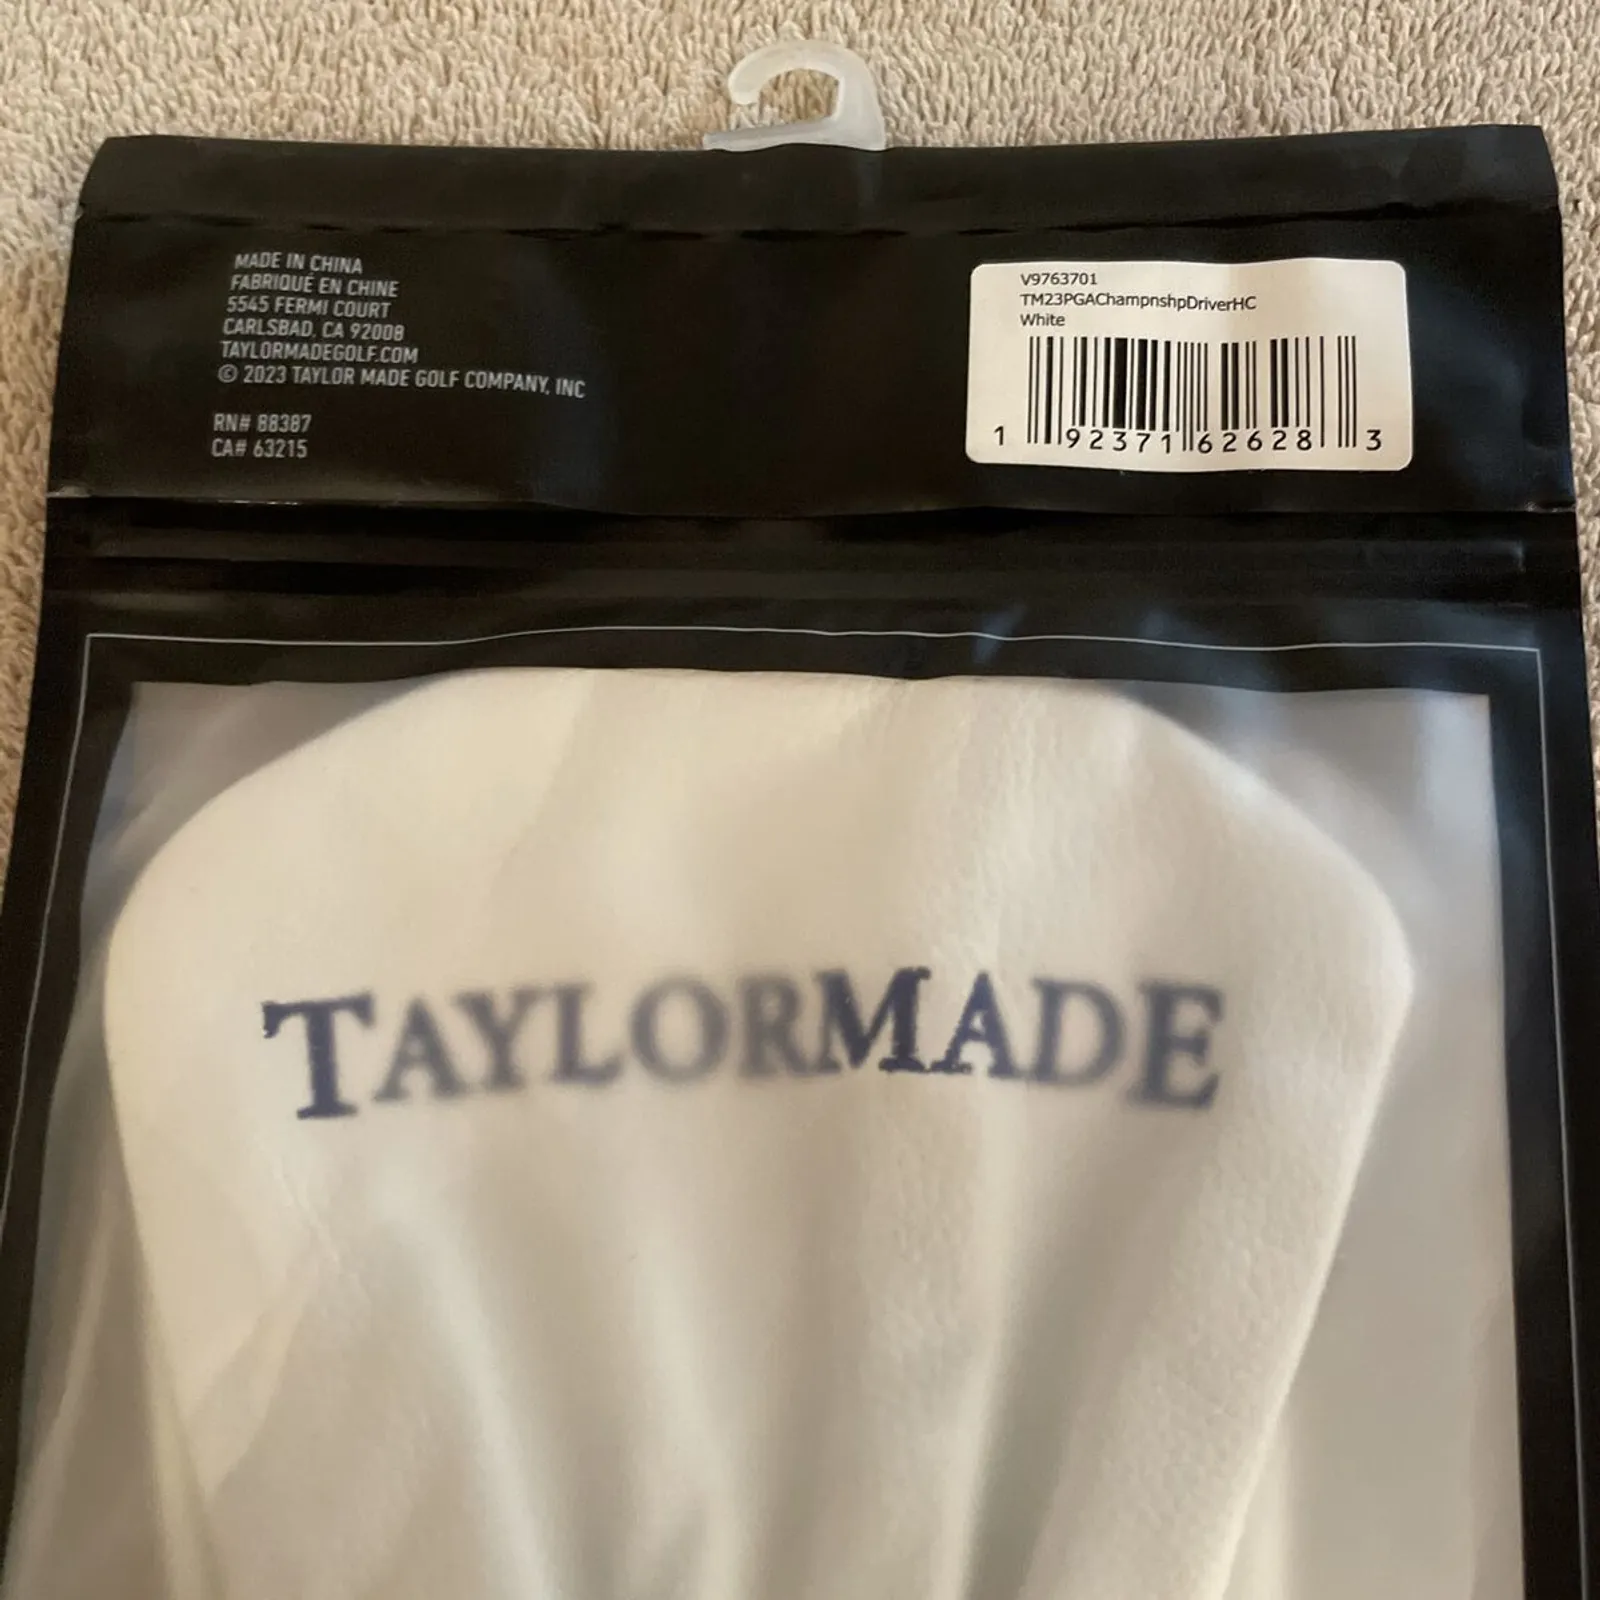 MADE IN CHINA
FABRIQUÉ EN CHINE
5545 FERMI COURT
CARLSBAD, CA 92008
TAYLORMADEGOLF.COM
© 2023 TAYLOR MADE GOLF COMPANY, INC
RN# 88387
CA# 63215
V9763701
TM23PGAChampnshpDriverHC
White
1 92371 62628 3
TAYLORMADE